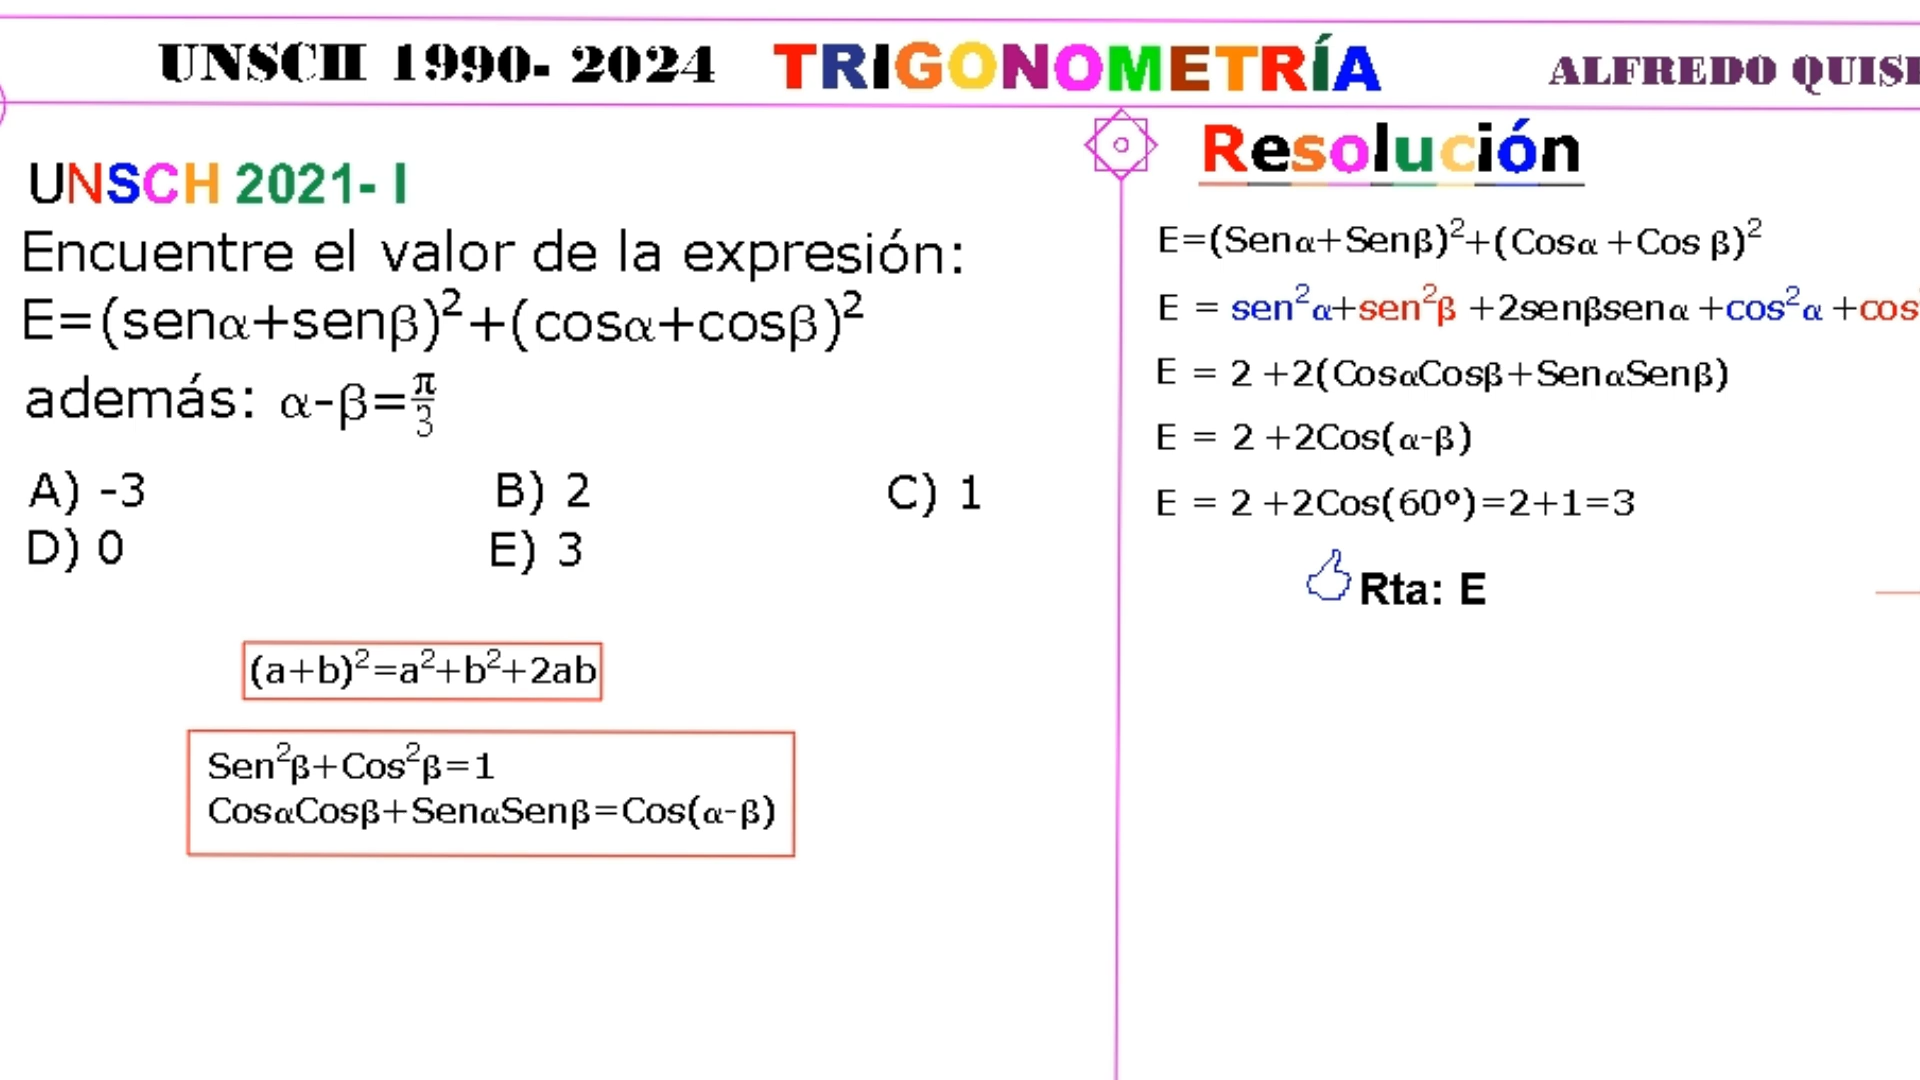 UNSCH 1990- 2024 TRIGONOMETRÍA ALFREDO
UNSCH 2021- I
Encuentre el valor de la expresión:
E=(senα+senβ)²+(cosα+cosβ)²
además: α-β=π/3
A) -3 B) 2 C) 1
D) 0 E) 3
(a+b)²=a²+b²+2ab
Sen²β+Cos²β=1
CosαCosβ+SenαSenβ=Cos(α-β)
Resolución
E=(Senα+Senβ)²+(Cosα +Cos β)²
E = sen²α+sen²β +2senβsenα +cos²α +cos
E = 2 +2(CosαCosβ+SenαSenβ)
E = 2 +2Cos(α-β)
E = 2 +2Cos(60º)=2+1=3
Rta: E